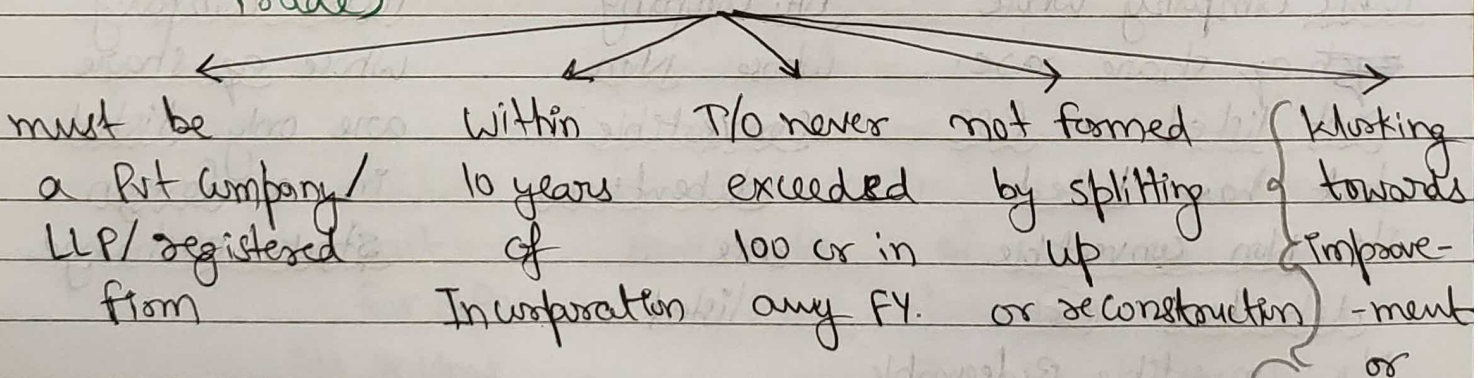 must be within T/O never not formed Working
a Pvt Company/ 10 years exceeded by splitting towards
LLP/ registered of 100 cr in up improve-
firm Incorporation any FY. or reconstruction -ment
or